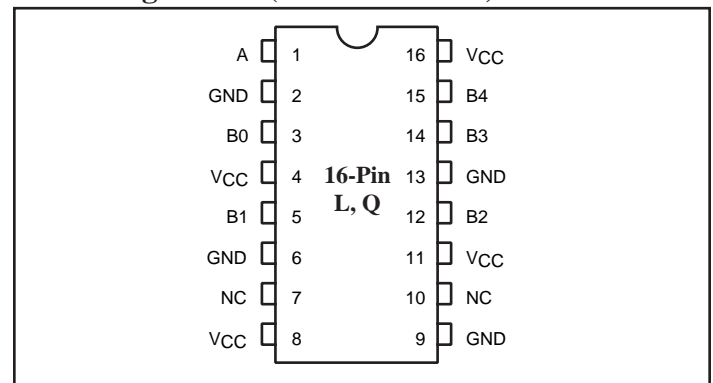 A 1 16 VCC
GND 2 15 B4
B0 3 14 B3
VCC 4 16-Pin 13 GND
L, Q
B1 5 12 B2
GND 6 11 VCC
NC 7 10 NC
VCC 8 9 GND